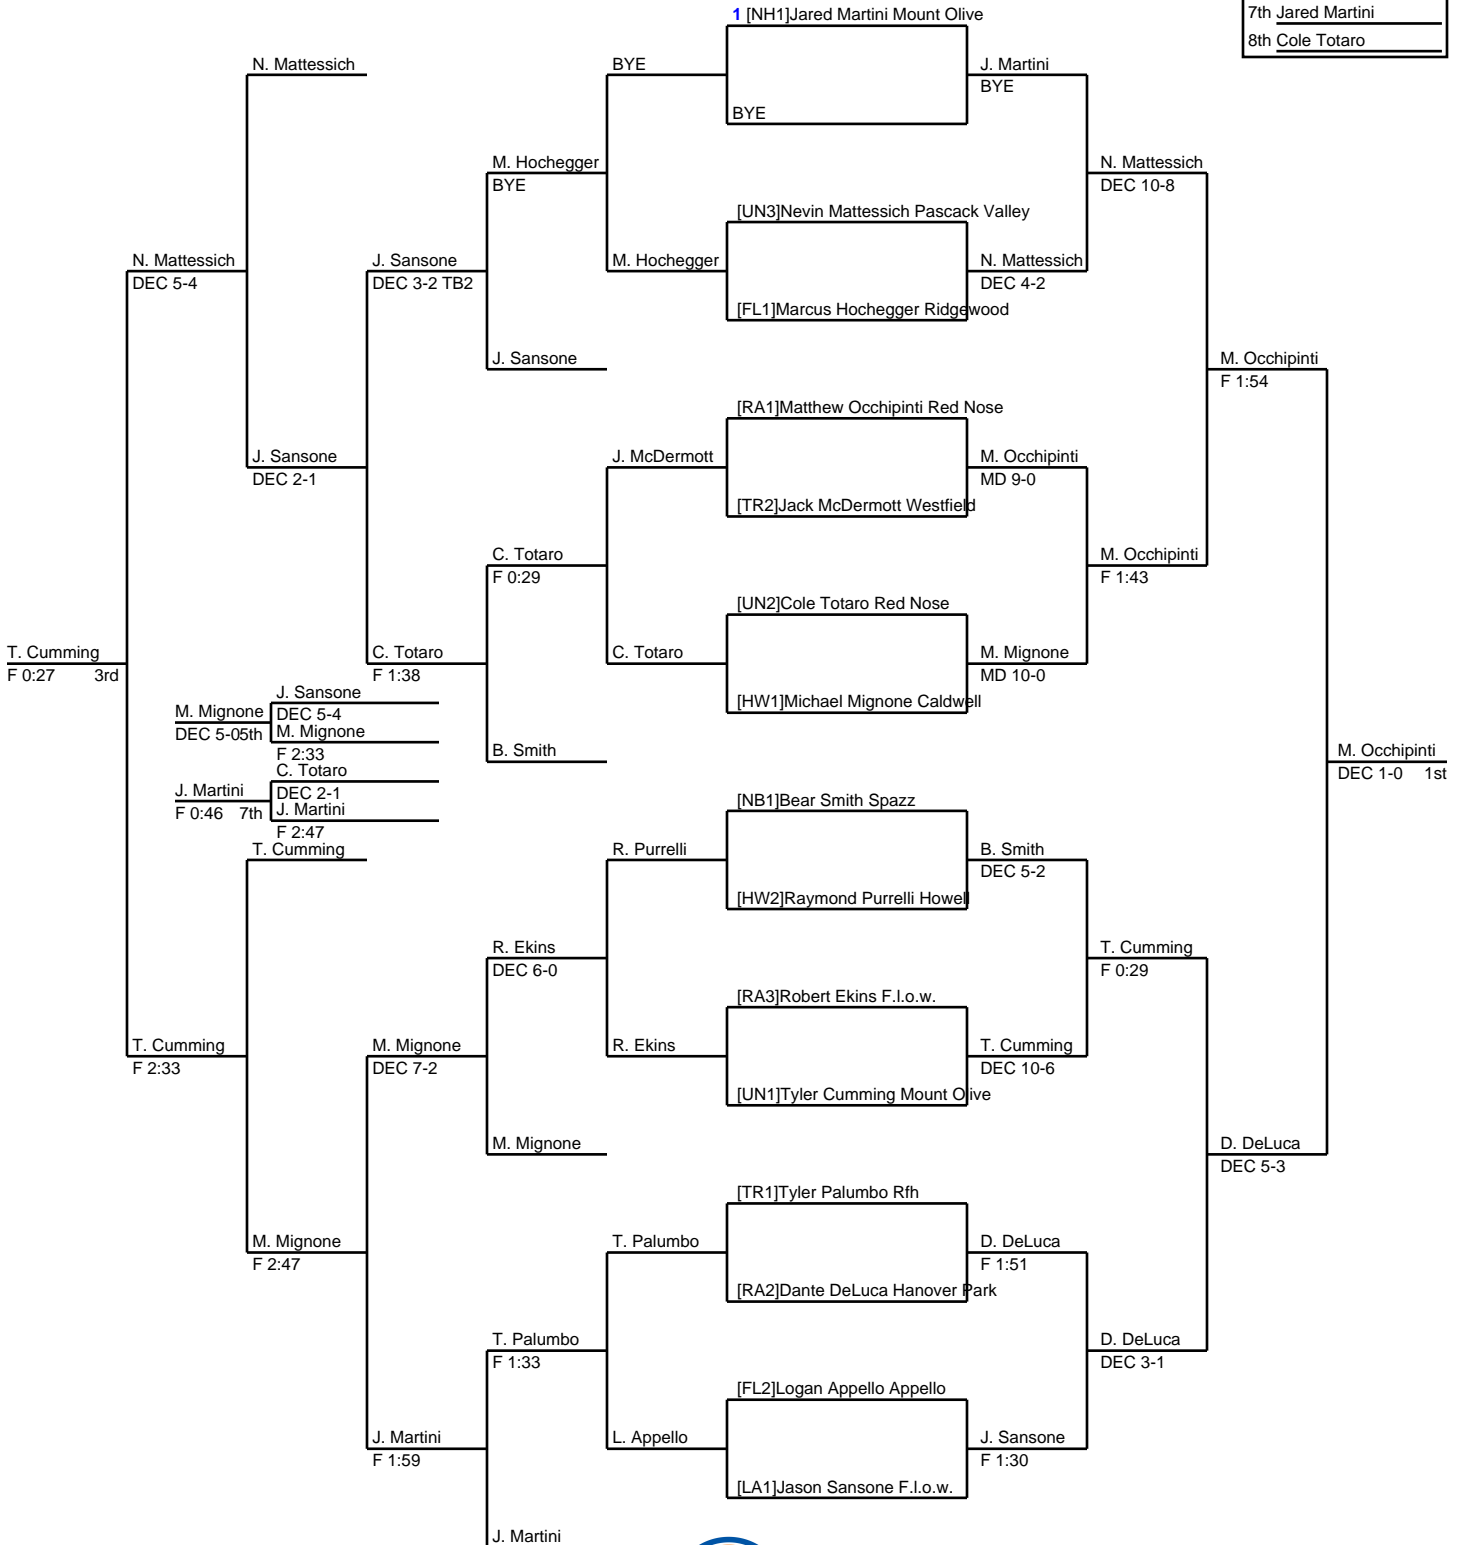 1 [NH1]Jared Martini Mount Olive
7th Jared Martini
8th Cole Totaro
N. Mattessich
BYE
J. Martini
BYE
BYE
M. Hochegger
BYE
N. Mattessich
DEC 10-8
[UN3]Nevin Mattessich Pascack Valley
N. Mattessich
DEC 5-4
J. Sansone
DEC 3-2 TB2
M. Hochegger
N. Mattessich
DEC 4-2
[FL1]Marcus Hochegger Ridgewood
J. Sansone
M. Occhipinti
F 1:54
[RA1]Matthew Occhipinti Red Nose
J. Sansone
DEC 2-1
J. McDermott
M. Occhipinti
MD 9-0
[TR2]Jack McDermott Westfield
C. Totaro
F 0:29
M. Occhipinti
F 1:43
[UN2]Cole Totaro Red Nose
T. Cumming
F 0:27 3rd
C. Totaro
F 1:38
C. Totaro
M. Mignone
MD 10-0
J. Sansone
[HW1]Michael Mignone Caldwell
M. Mignone
DEC 5-4
DEC 5-05th
M. Mignone
F 2:33
B. Smith
M. Occhipinti
DEC 1-0 1st
C. Totaro
J. Martini
DEC 2-1
F 0:46 7th
J. Martini
F 2:47
[NB1]Bear Smith Spazz
T. Cumming
R. Purrelli
B. Smith
DEC 5-2
[HW2]Raymond Purrelli Howell
R. Ekins
DEC 6-0
T. Cumming
F 0:29
[RA3]Robert Ekins F.l.o.w.
T. Cumming
F 2:33
M. Mignone
DEC 7-2
R. Ekins
T. Cumming
DEC 10-6
[UN1]Tyler Cumming Mount Olive
M. Mignone
D. DeLuca
DEC 5-3
[TR1]Tyler Palumbo Rfh
M. Mignone
F 2:47
T. Palumbo
D. DeLuca
F 1:51
[RA2]Dante DeLuca Hanover Park
T. Palumbo
F 1:33
D. DeLuca
DEC 3-1
[FL2]Logan Appello Appello
J. Martini
F 1:59
L. Appello
J. Sansone
F 1:30
[LA1]Jason Sansone F.l.o.w.
J. Martini